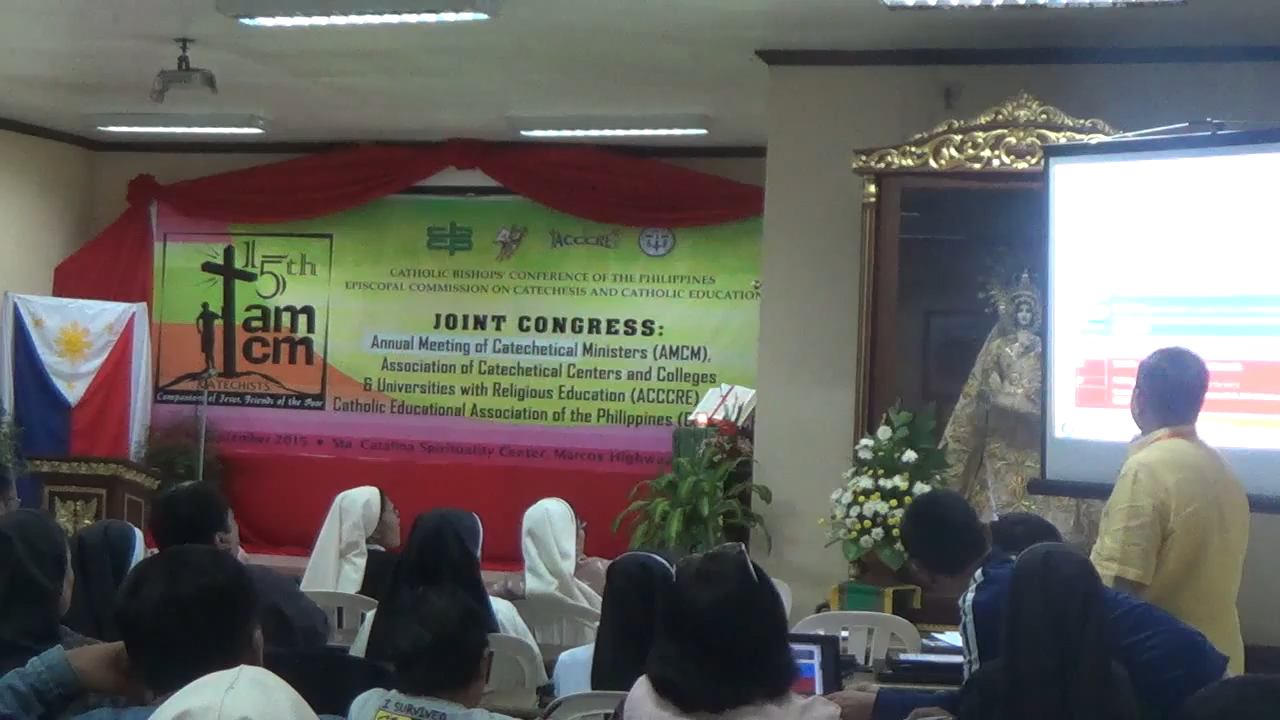 15th
am
cm
CATECHISTS:
Companions of Jesus, Friends of the Poor
ACCCRE
CATHOLIC BISHOPS' CONFERENCE OF THE PHILIPPINES
EPISCOPAL COMMISSION ON CATECHESIS AND CATHOLIC EDUCATION
JOINT CONGRESS:
Annual Meeting of Catechetical Ministers (AMCM),
Association of Catechetical Centers and Colleges
& Universities with Religious Education (ACCCRE)
Catholic Educational Association of the Philippines (
September 2015 • Sta. Catalina Spirituality Center, Marcos Highway
I SURVIVED